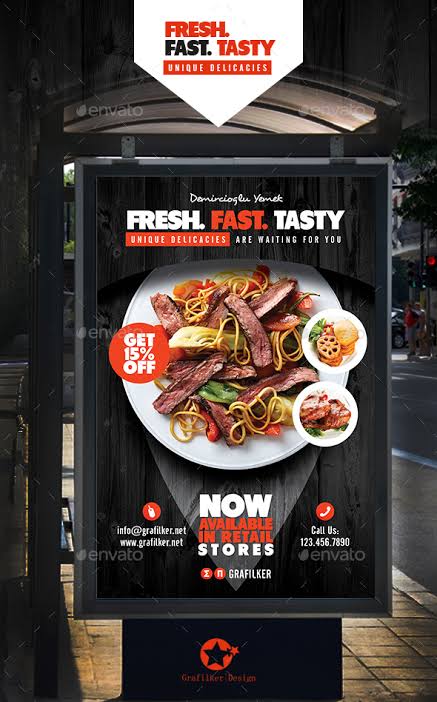 FRESH.
FAST. TASTY
UNIQUE DELICACIES
envato
envato
Demircioglu Yemek
FRESH. FAST. TASTY
UNIQUE DELICACIES ARE WAITING FOR YOU
envato
envato
GET
15%
OFF
NOW
AVAILABLE
IN RETAIL
STORES
info@grafilker.net
www.grafilker.net
Call Us:
123.456.7890
envato
envato
GRAFILKER
GrafilKer Design